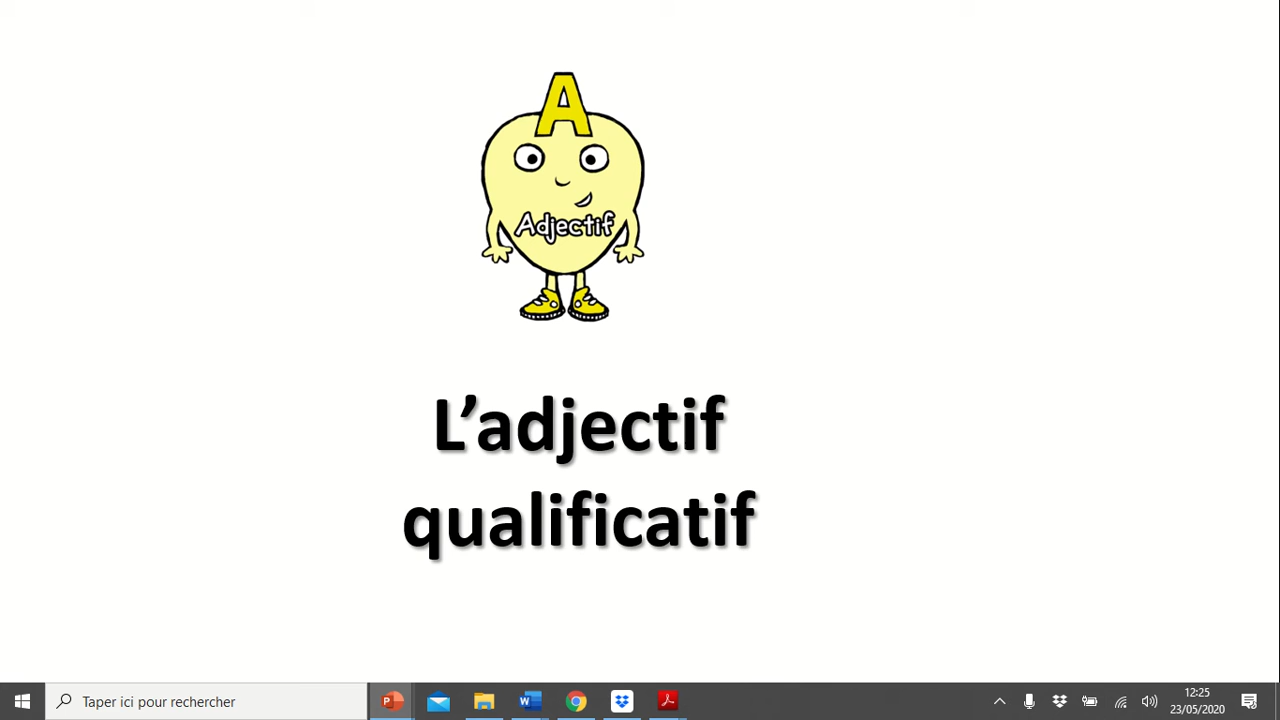 A
Adjectif
L’adjectif
qualificatif
Taper ici pour rechercher
12:25
23/05/2020